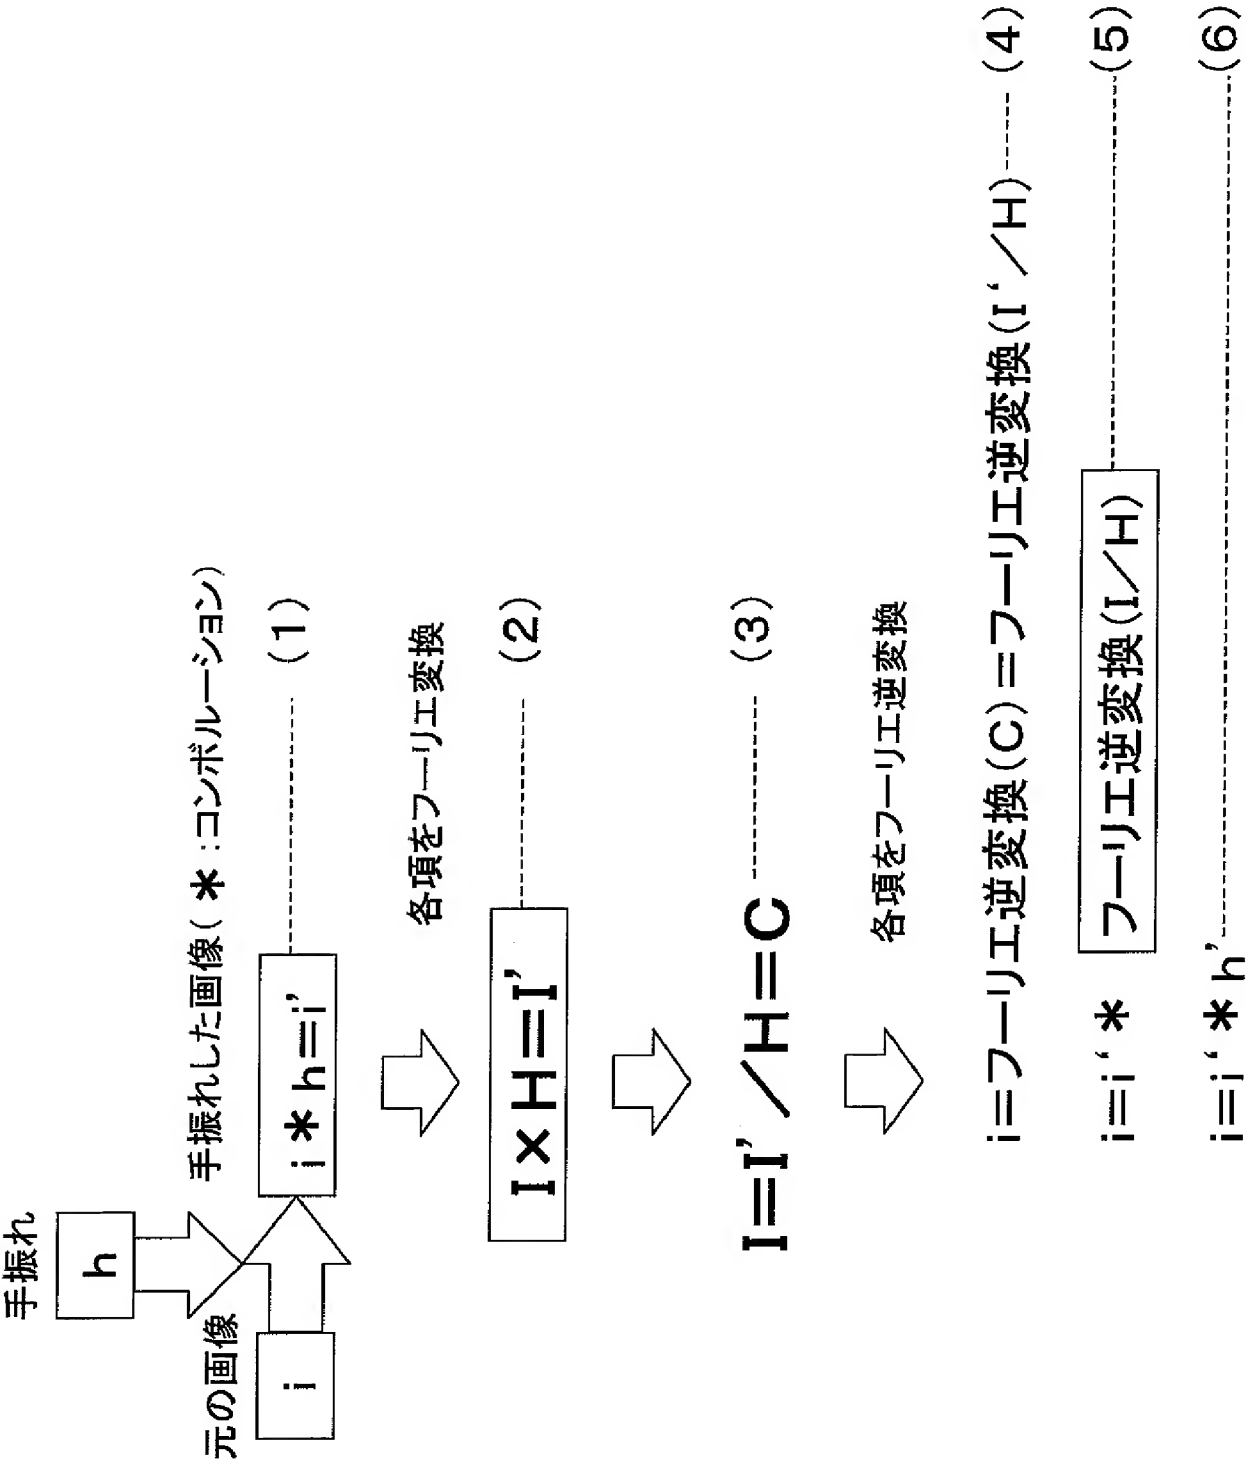 手振れ
h
元の画像
手振れした画像( * :コンボルーション)
i
i * h=i’ (1)
各項をフーリエ変換
I×H=I’ (2)
I=I’/H=C (3)
各項をフーリエ逆変換
i=フーリエ逆変換(C)=フーリエ逆変換(I‘/H) (4)
i=i‘ * フーリエ逆変換(I/H) (5)
i=i‘ * h’ (6)